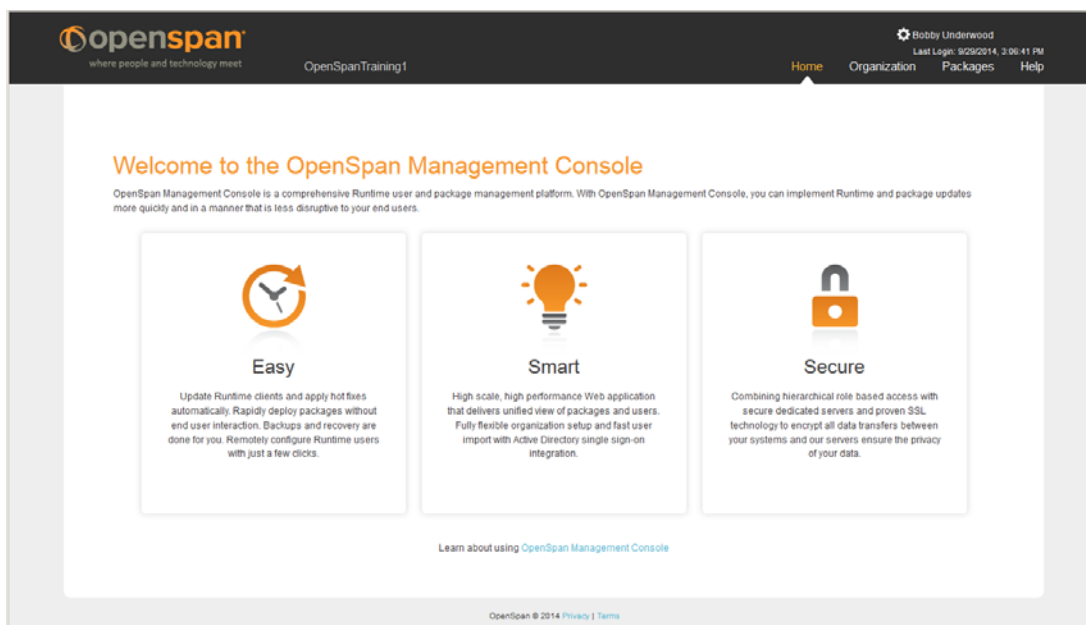 openspan
Bobby Underwood
where people and technology meet
OpenSpanTraining1
Last Login: 9/29/2014, 3:06:41 PM
Home Organization Packages Help
Welcome to the OpenSpan Management Console
OpenSpan Management Console is a comprehensive Runtime user and package management platform. With OpenSpan Management Console, you can implement Runtime and package updates
more quickly and in a manner that is less disruptive to your end users.
Easy
Update Runtime clients and apply hot fixes
automatically. Rapidly deploy packages without
end user interaction. Backups and recovery are
done for you. Remotely configure Runtime users
with just a few clicks.
Smart
High scale, high performance Web application
that delivers unified view of packages and users.
Fully flexible organization setup and fast user
import with Active Directory single sign-on
integration.
Secure
Combining hierarchical role based access with
secure dedicated servers and proven SSL
technology to encrypt all data transfers between
your systems and our servers ensure the privacy
of your data.
Learn about using OpenSpan Management Console
OpenSpan © 2014 Privacy | Terms